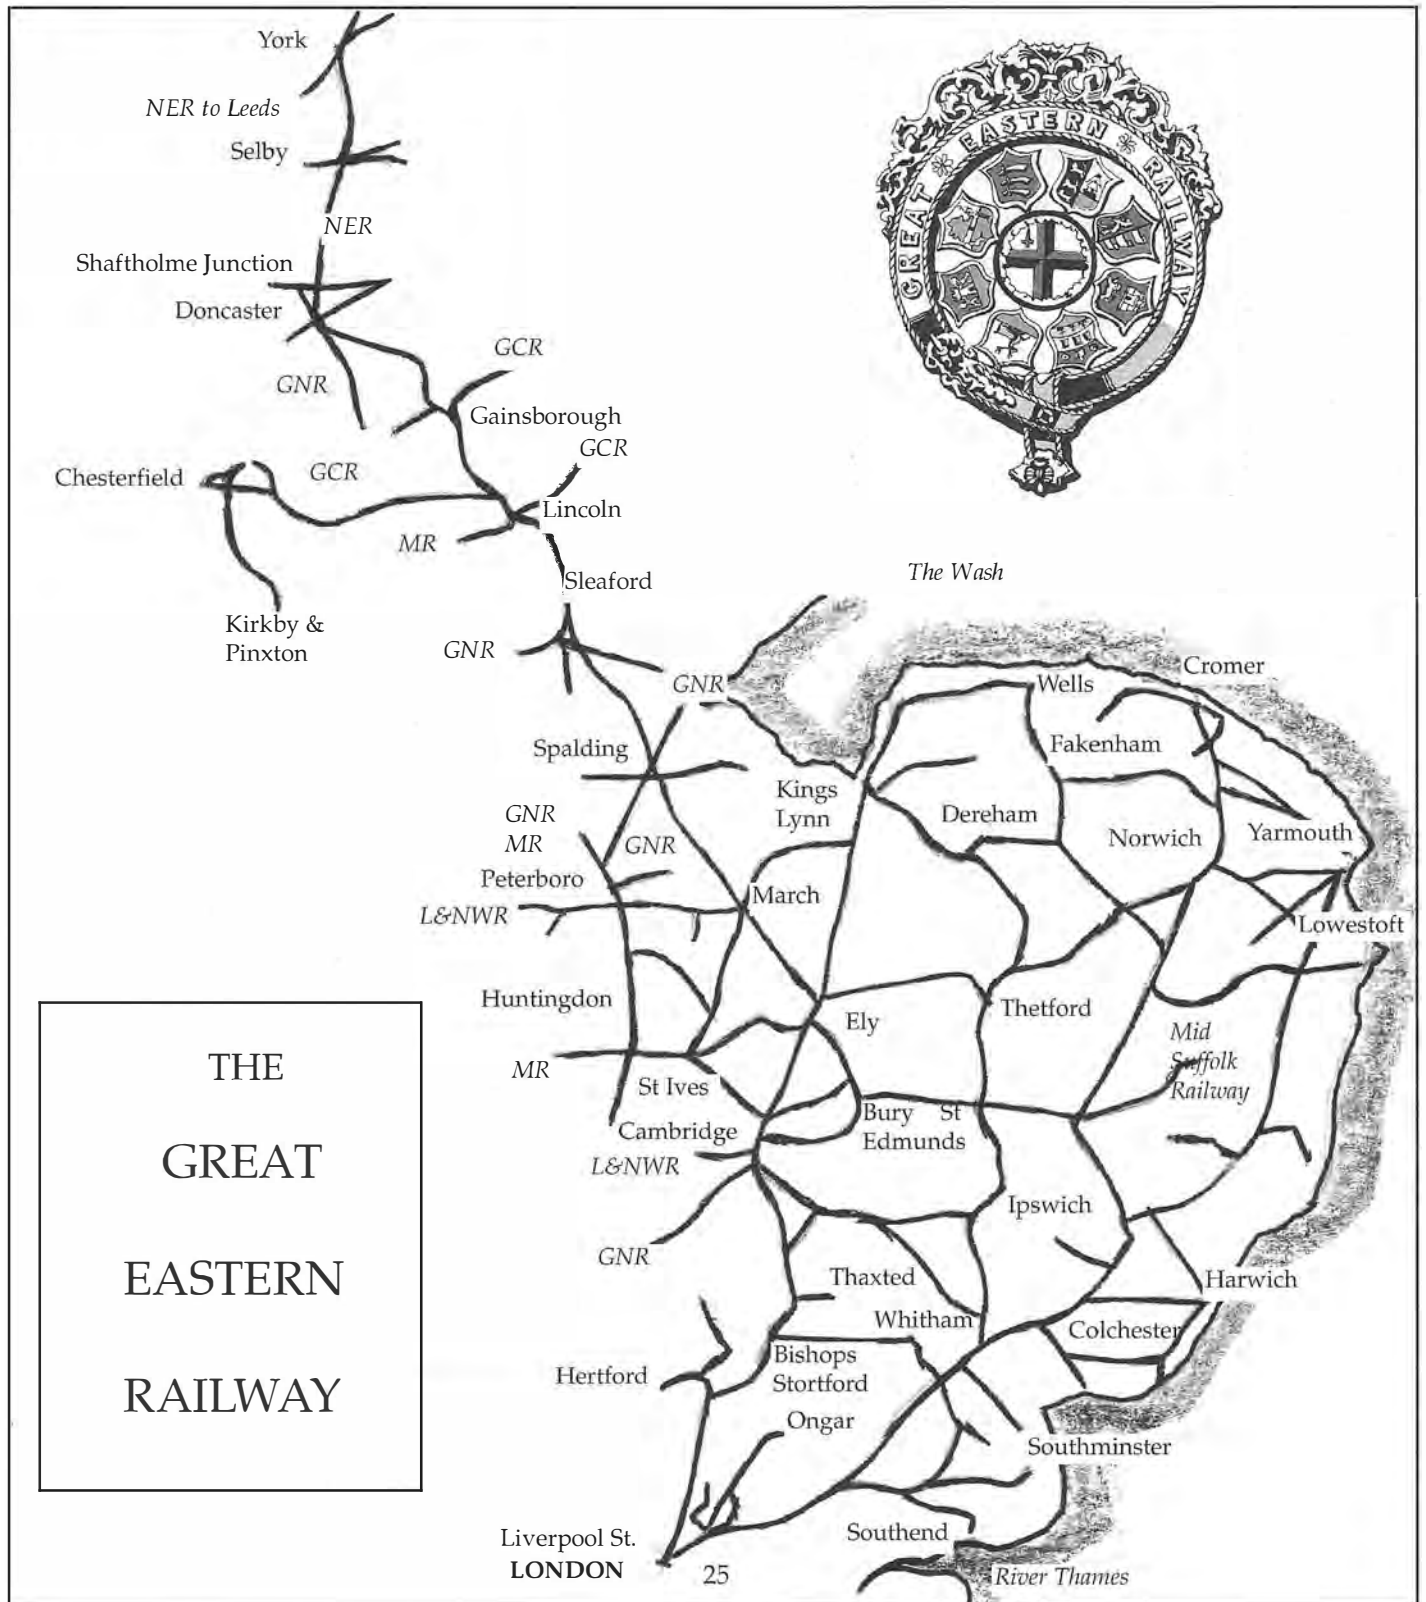 York
NER to Leeds
Selby
NER
Shaftholme Junction
Doncaster
GCR
GNR
Gainsborough
GCR
Chesterfield
GCR
Lincoln
MR
Sleaford
Kirkby &
Pinxton
GNR
GNR
GREAT EASTERN RAILWAY
The Wash
Cromer
Wells
Spalding
Fakenham
Kings
Lynn
Dereham
GNR
MR
GNR
Norwich
Yarmouth
Peterboro
March
L&NWR
Lowestoft
Huntingdon
Ely
Thetford
Mid
Suffolk
Railway
MR
St Ives
Bury St
Edmunds
Cambridge
L&NWR
Ipswich
GNR
Thaxted
Harwich
Whitham
Colchester
Hertford
Bishops
Stortford
Ongar
Southminster
Southend
Liverpool St.
LONDON
25
River Thames
THE
GREAT
EASTERN
RAILWAY